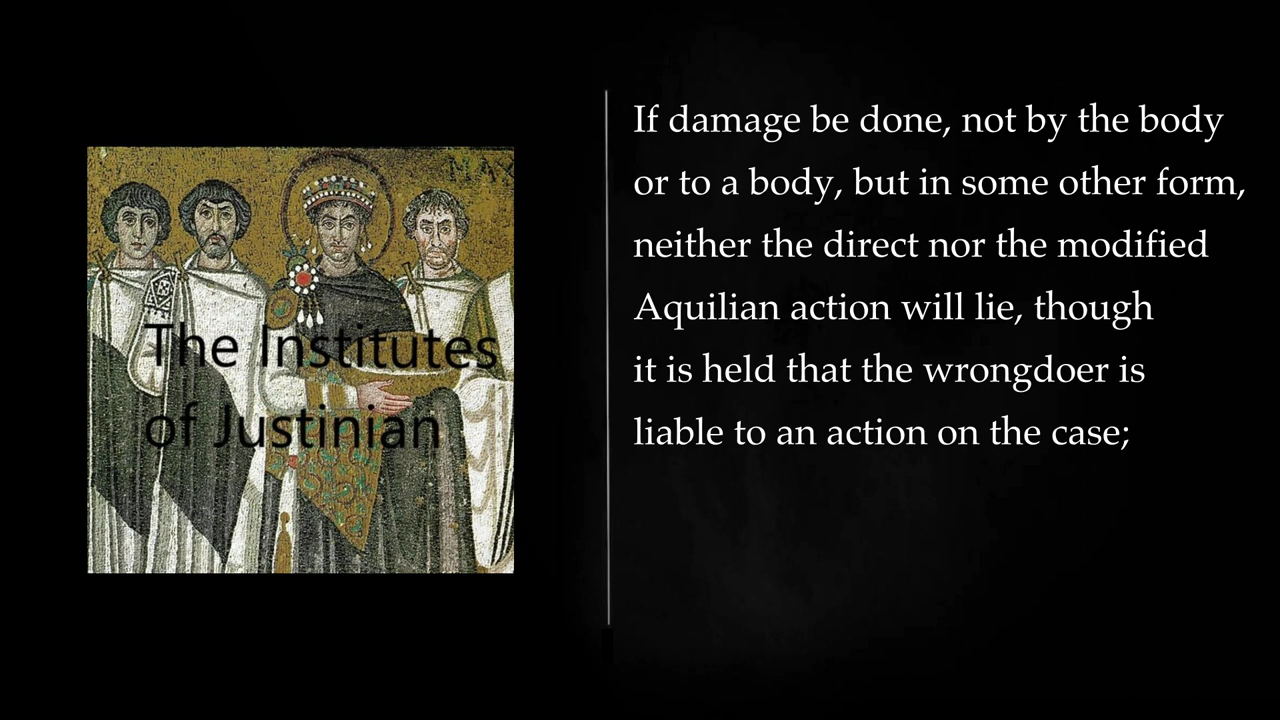 The Institutes
of Justinian
If damage be done, not by the body
or to a body, but in some other form,
neither the direct nor the modified
Aquilian action will lie, though
it is held that the wrongdoer is
liable to an action on the case;